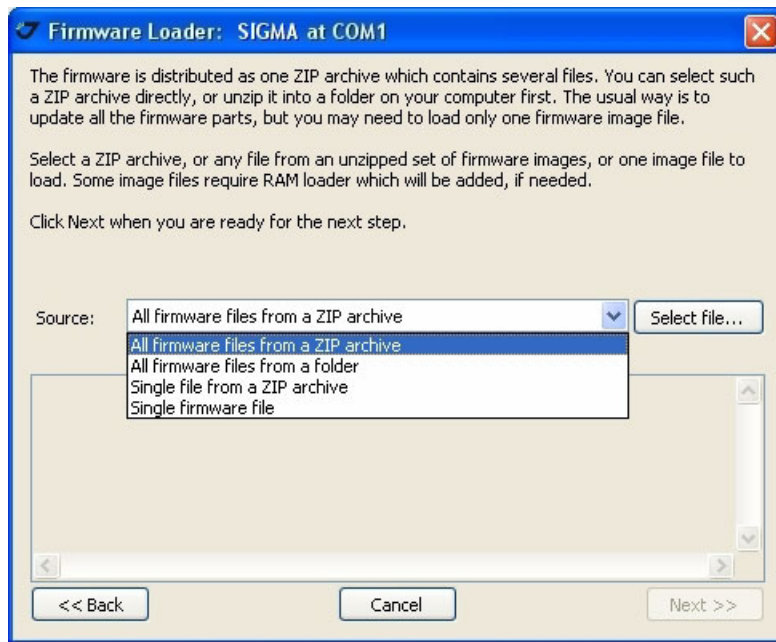 Firmware Loader: SIGMA at COM1
The firmware is distributed as one ZIP archive which contains several files. You can select such
a ZIP archive directly, or unzip it into a folder on your computer first. The usual way is to
update all the firmware parts, but you may need to load only one firmware image file.
Select a ZIP archive, or any file from an unzipped set of firmware images, or one image file to
load. Some image files require RAM loader which will be added, if needed.
Click Next when you are ready for the next step.
Source: All firmware files from a ZIP archive Select file...
All firmware files from a ZIP archive
All firmware files from a folder
Single file from a ZIP archive
Single firmware file
<< Back Cancel Next >>